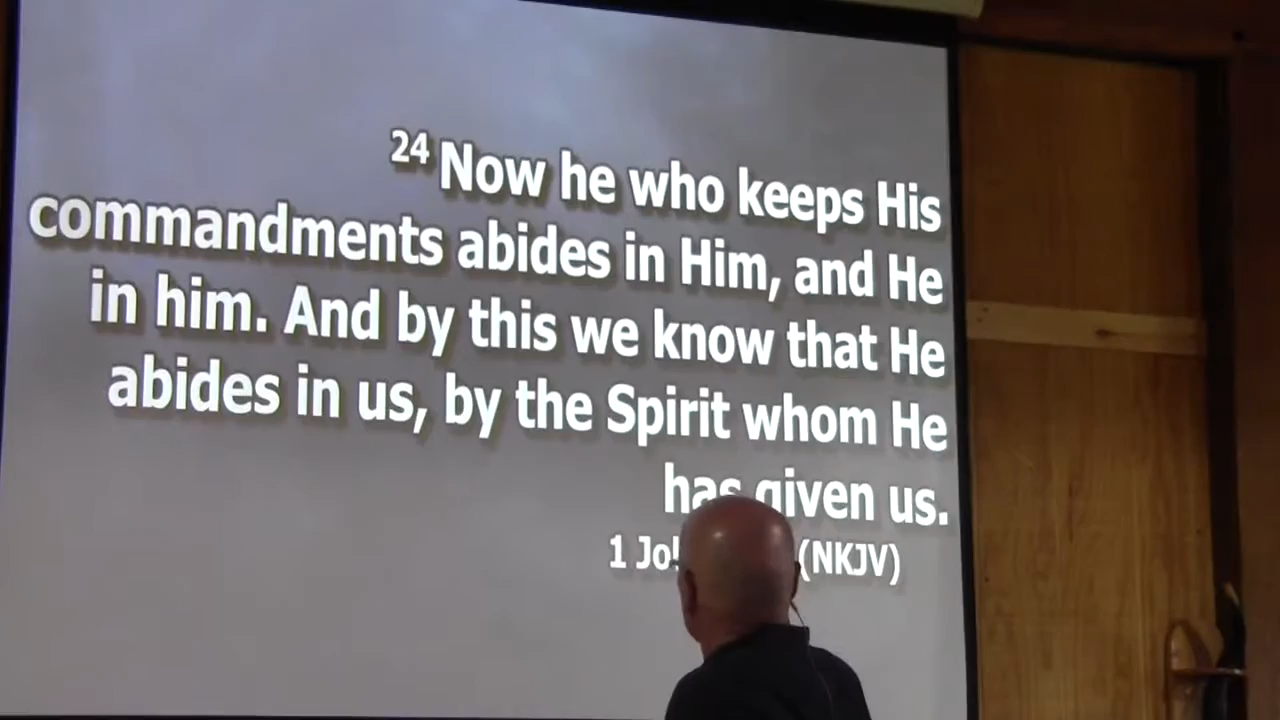 24 Now he who keeps His
commandments abides in Him, and He
in him. And by this we know that He
abides in us, by the Spirit whom He
has given us.
1 (NKJV)